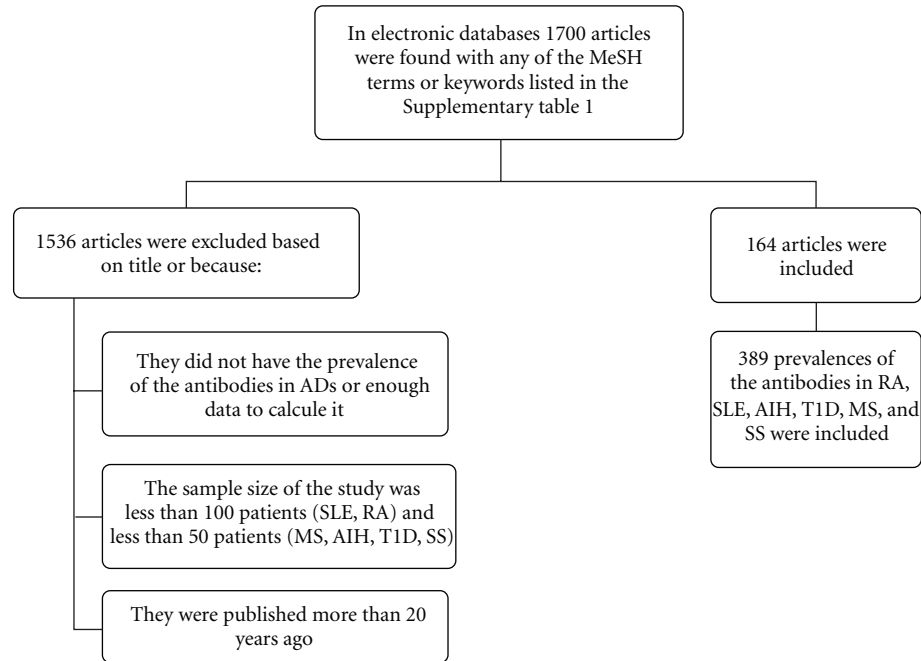 In electronic databases 1700 articles
were found with any of the MeSH
terms or keywords listed in the
Supplementary table 1
1536 articles were excluded based
on title or because:
164 articles were
included
They did not have the prevalence
of the antibodies in ADs or enough
data to calcule it
389 prevalences of
the antibodies in RA,
SLE, AIH, T1D, MS, and
SS were included
The sample size of the study was
less than 100 patients (SLE, RA) and
less than 50 patients (MS, AIH, T1D, SS)
They were published more than 20
years ago